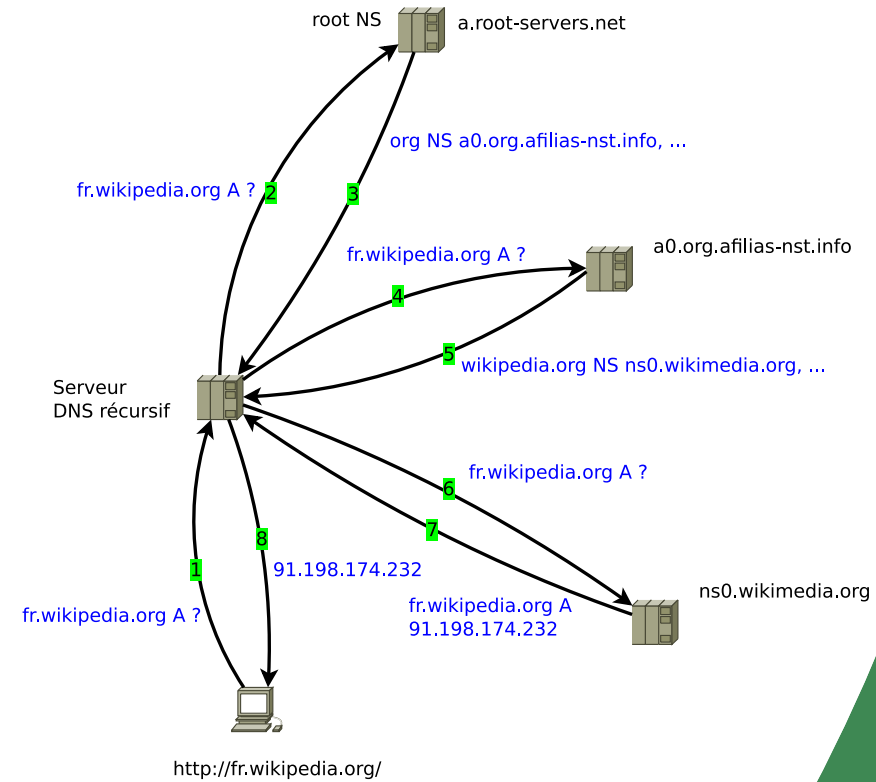 root NS
a.root-servers.net
org NS a0.org.afilias-nst.info, ...
fr.wikipedia.org A ?
2
3
fr.wikipedia.org A ?
a0.org.afilias-nst.info
4
5
wikipedia.org NS ns0.wikimedia.org, ...
Serveur
DNS récursif
fr.wikipedia.org A ?
6
7
8
1
91.198.174.232
ns0.wikimedia.org
fr.wikipedia.org A
91.198.174.232
fr.wikipedia.org A ?
http://fr.wikipedia.org/